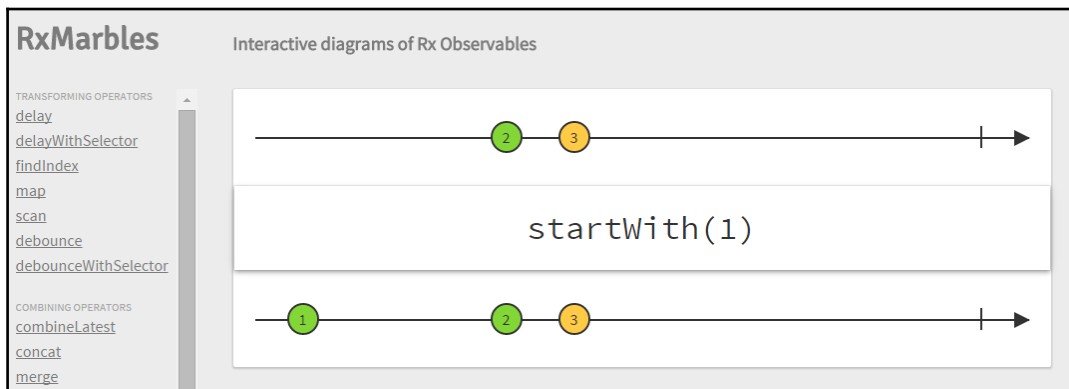 RxMarbles
Interactive diagrams of Rx Observables
TRANSFORMING OPERATORS
delay
delayWithSelector
findIndex
map
scan
debounce
debounceWithSelector
COMBINING OPERATORS
combineLatest
concat
merge
2 3
startWith(1)
1 2 3